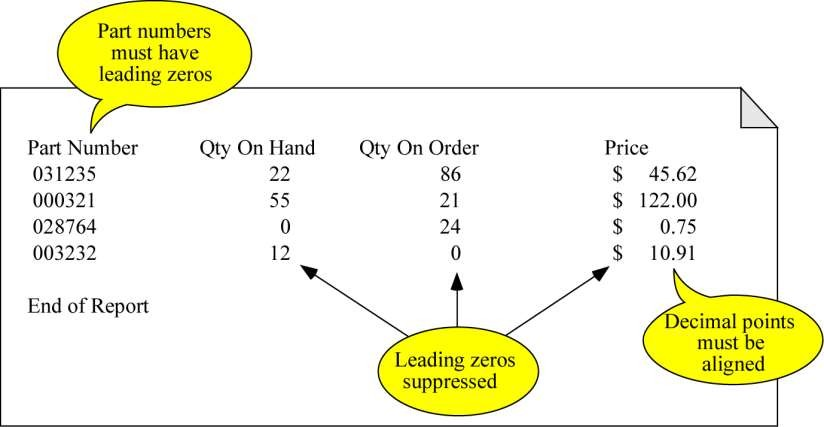 Part numbers
must have
leading zeros
Part Number Qty On Hand Qty On Order Price
031235 22 86 $ 45.62
000321 55 21 $ 122.00
028764 0 24 $ 0.75
003232 12 0 $ 10.91
End of Report
Leading zeros
suppressed
Decimal points
must be
aligned